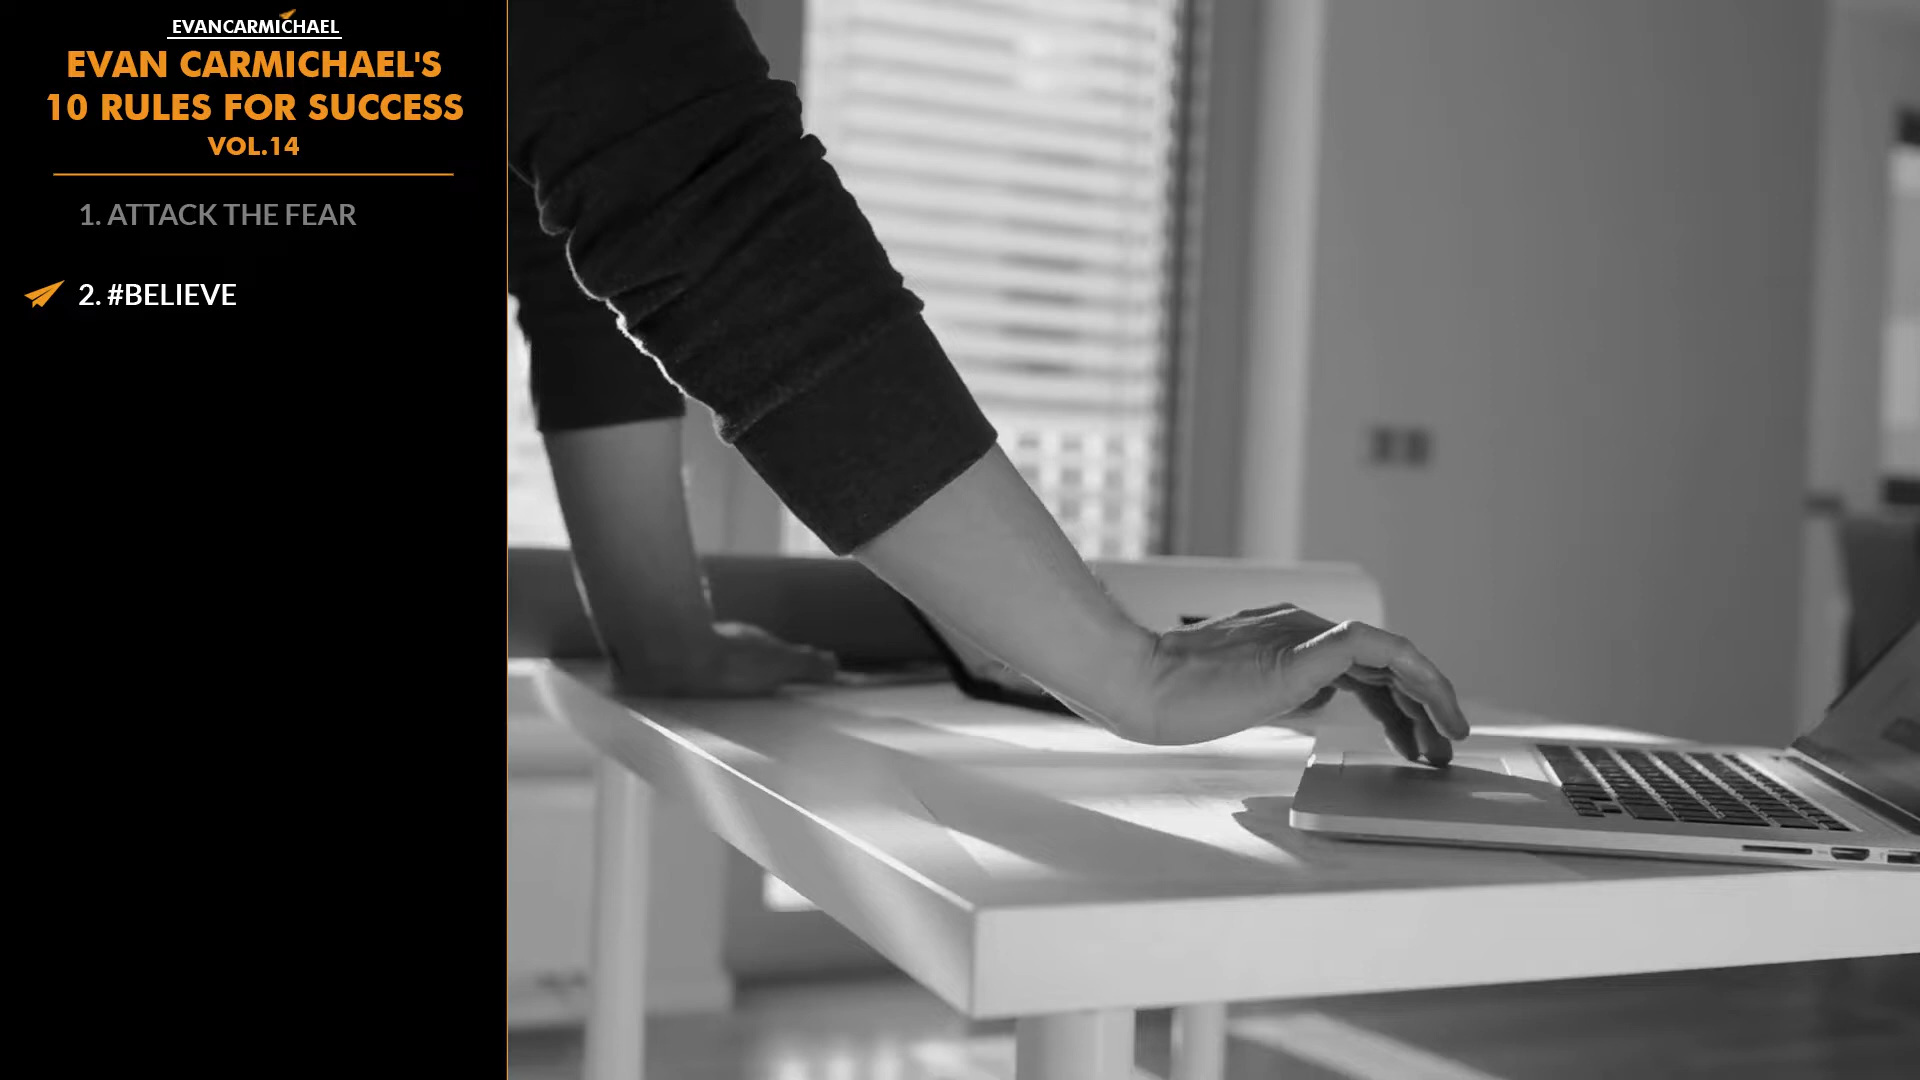 EVANCARMICHAEL
EVAN CARMICHAEL'S
10 RULES FOR SUCCESS
VOL.14
1. ATTACK THE FEAR
2. #BELIEVE